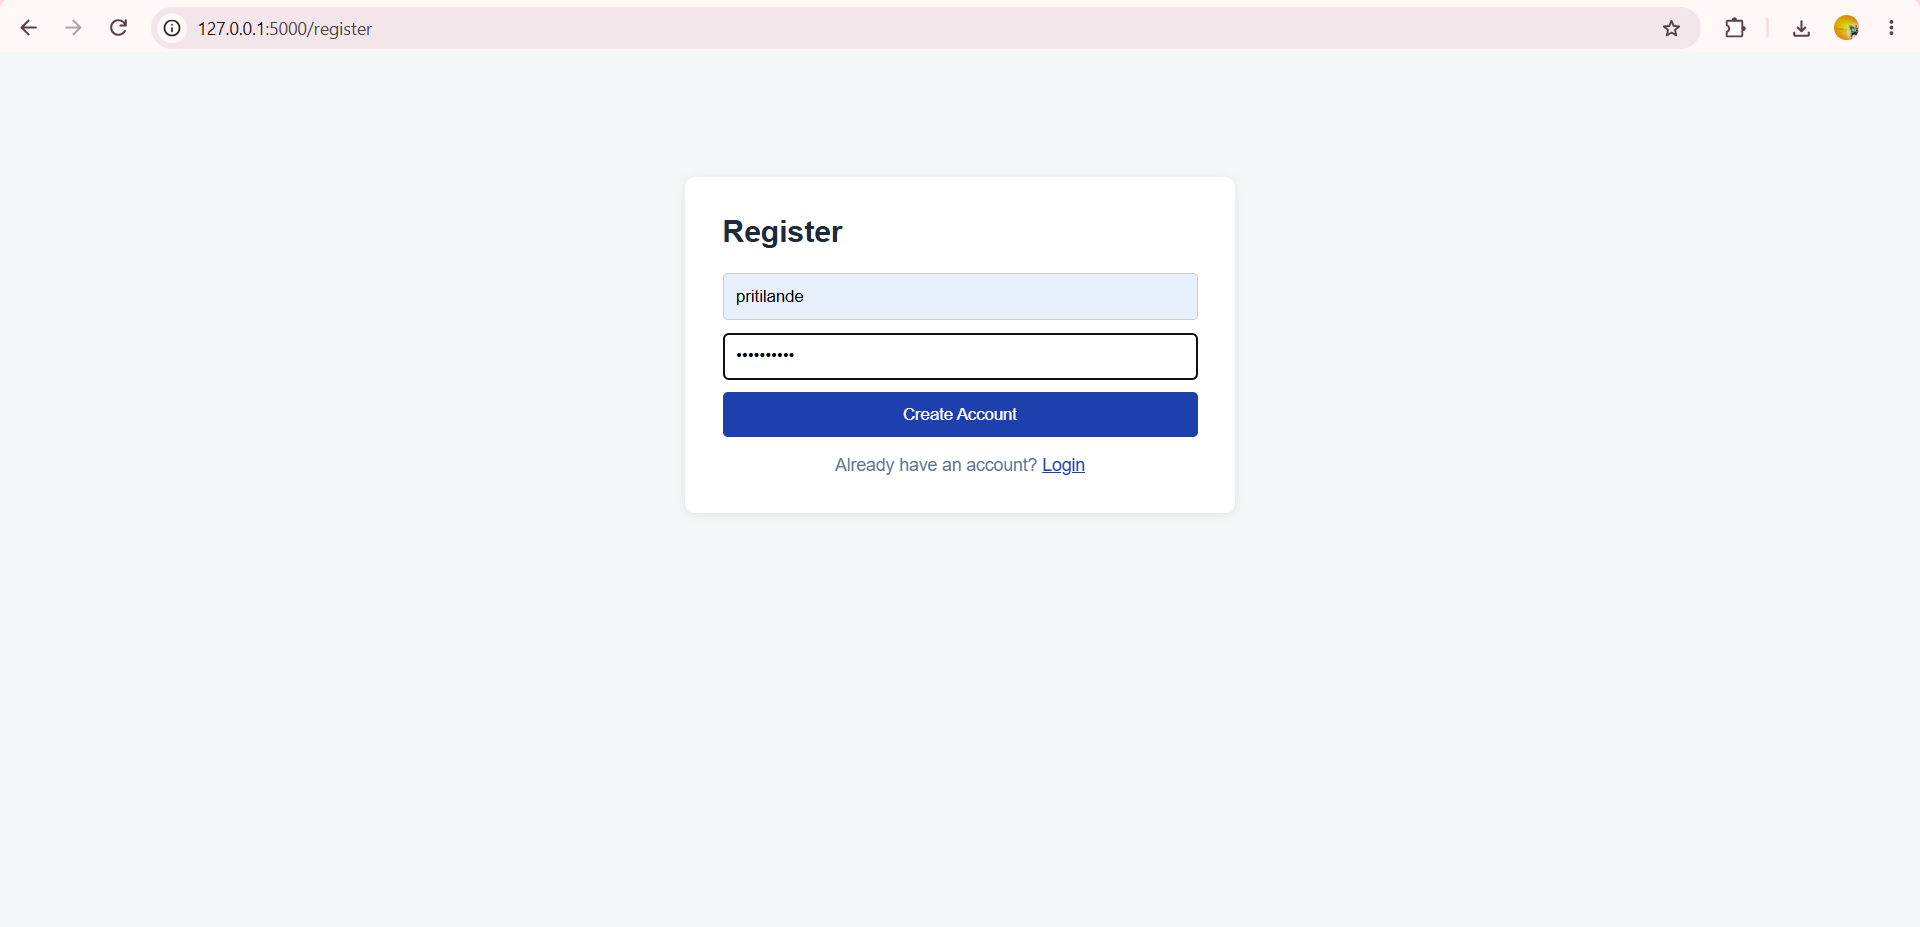 127.0.0.1:5000/register
Register
pritilande
••••••••••
Create Account
Already have an account? Login